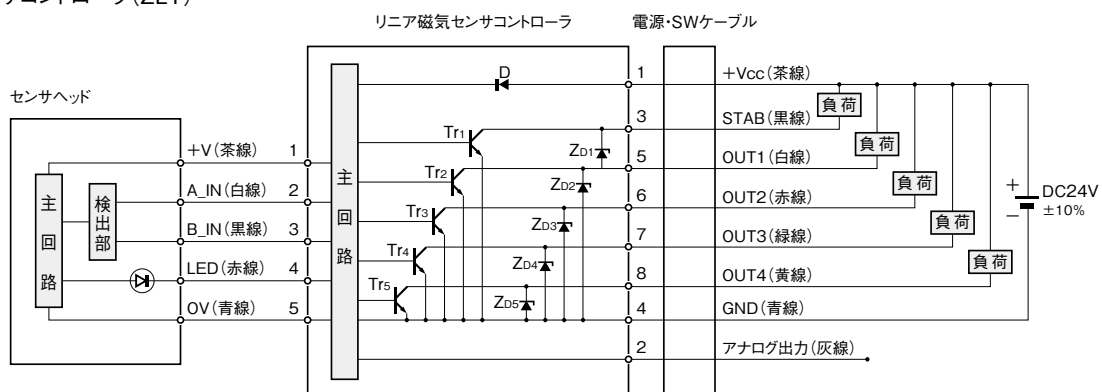 リニア磁気センサコントローラ 電源・SWケーブル
センサヘッド
D
1 +Vcc(茶線)
3 STAB(黒線) 負荷
+V(茶線) 1
Tr1 ZD1
5 OUT1(白線) 負荷
A_IN(白線) 2
Tr2 ZD2
6 OUT2(赤線) 負荷
主回路 検出部 主回路
B_IN(黒線) 3
Tr3 ZD3
7 OUT3(緑線) 負荷
+ − DC24V
±10%
LED(赤線) 4
Tr4 ZD4
8 OUT4(黄線) 負荷
Tr5 ZD5
0V(青線) 5
4 GND(青線)
2 アナログ出力(灰線)